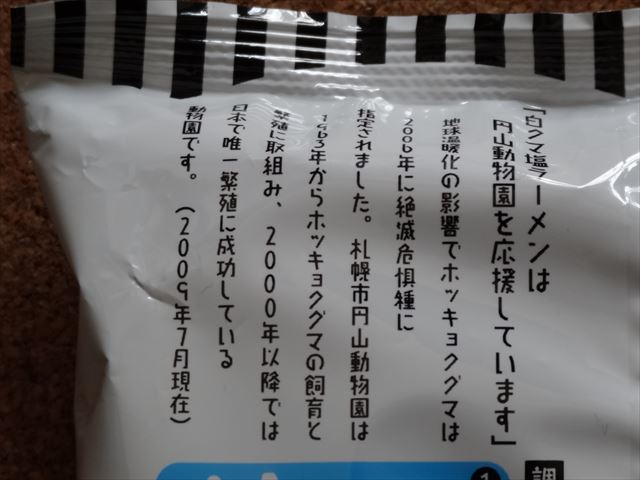 「白クマ塩ラーメンは
円山動物園を応援しています」
地球温暖化の影響でホッキョクグマは
2006年に絶滅危惧種に
指定されました。札幌市円山動物園は
1963年からホッキョクグマの飼育と
繁殖に取組み、2000年以降では
日本で唯一繁殖に成功している
動物園です。（2009年7月現在）
調
1